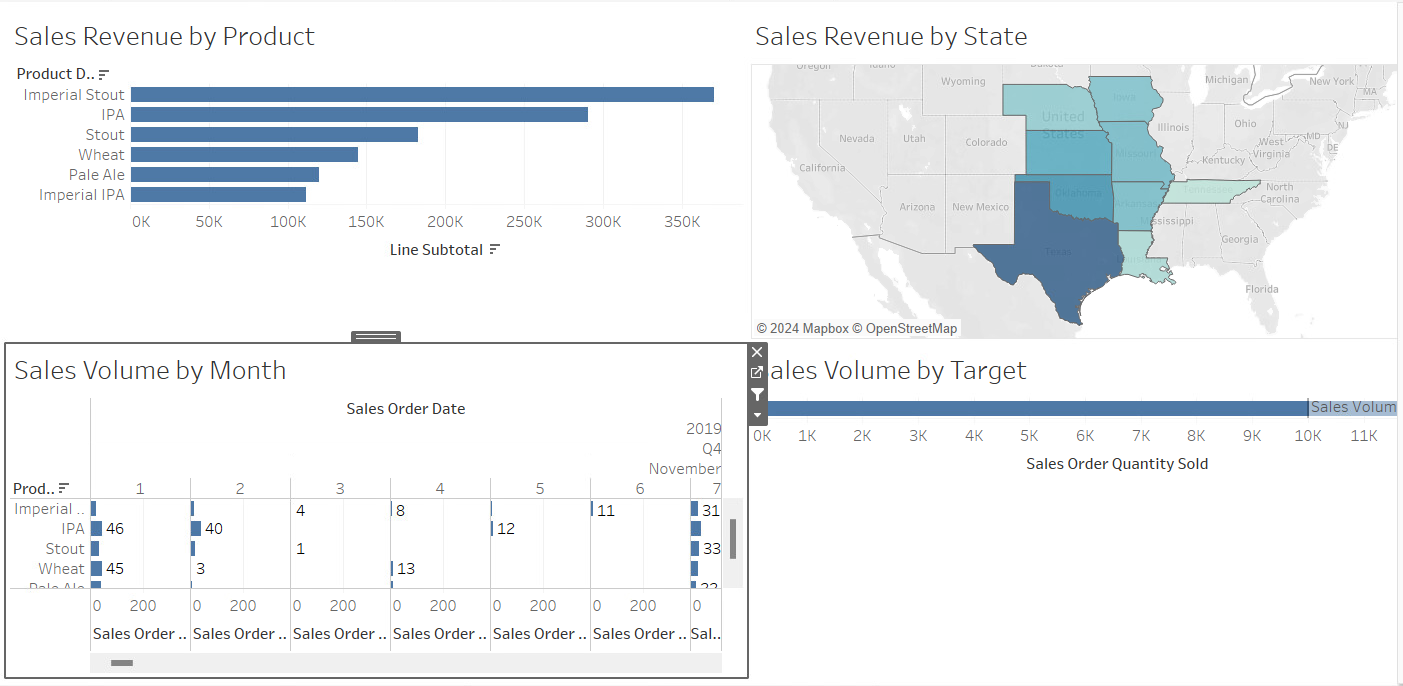 Sales Revenue by Product
Product D..
Imperial Stout
IPA
Stout
Wheat
Pale Ale
Imperial IPA
0K 50K 100K 150K 200K 250K 300K 350K
Line Subtotal
Sales Revenue by State
Oregon Idaho Dakota
Wyoming Michigan New York
MA
Iowa
United States
Nevada Utah Colorado Illinois Ohio NJ
MD DE
West Virginia
California Missouri Kentucky
Arizona New Mexico Oklahoma Arkansas Tennessee North Carolina
Mississippi
Texas Georgia
Florida
© 2024 Mapbox © OpenStreetMap
Sales Volume by Month
Sales Order Date
2019
Q4
November
Prod.. 1 2 3 4 5 6 7
Imperial .. 4 8 11 31
IPA 46 40 12
Stout 1 33
Wheat 45 3 13
Pale Ale
0 200 0 200 0 200 0 200 0 200 0 200 0
Sales Order .. Sales Order .. Sales Order .. Sales Order .. Sales Order .. Sales Order .. Sal..
ales Volume by Target
Sales Volum
0K 1K 2K 3K 4K 5K 6K 7K 8K 9K 10K 11K
Sales Order Quantity Sold